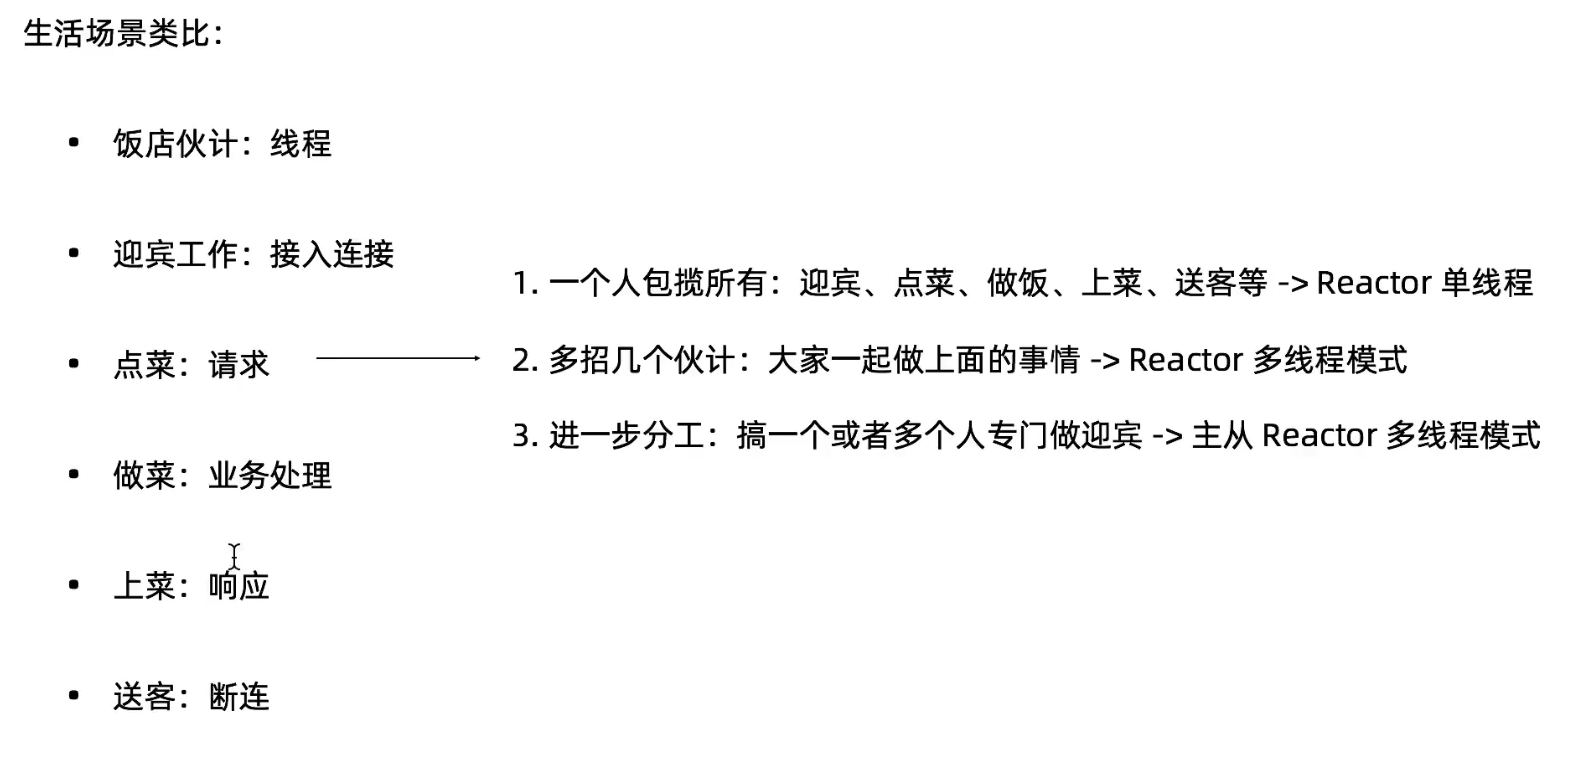 生活场景类比：
• 饭店伙计：线程
• 迎宾工作：接入连接
• 点菜：请求
• 做菜：业务处理
• 上菜：响应
• 送客：断连
1. 一个人包揽所有：迎宾、点菜、做饭、上菜、送客等 -> Reactor 单线程
2. 多招几个伙计：大家一起做上面的事情 -> Reactor 多线程模式
3. 进一步分工：搞一个或者多个人专门做迎宾 -> 主从 Reactor 多线程模式